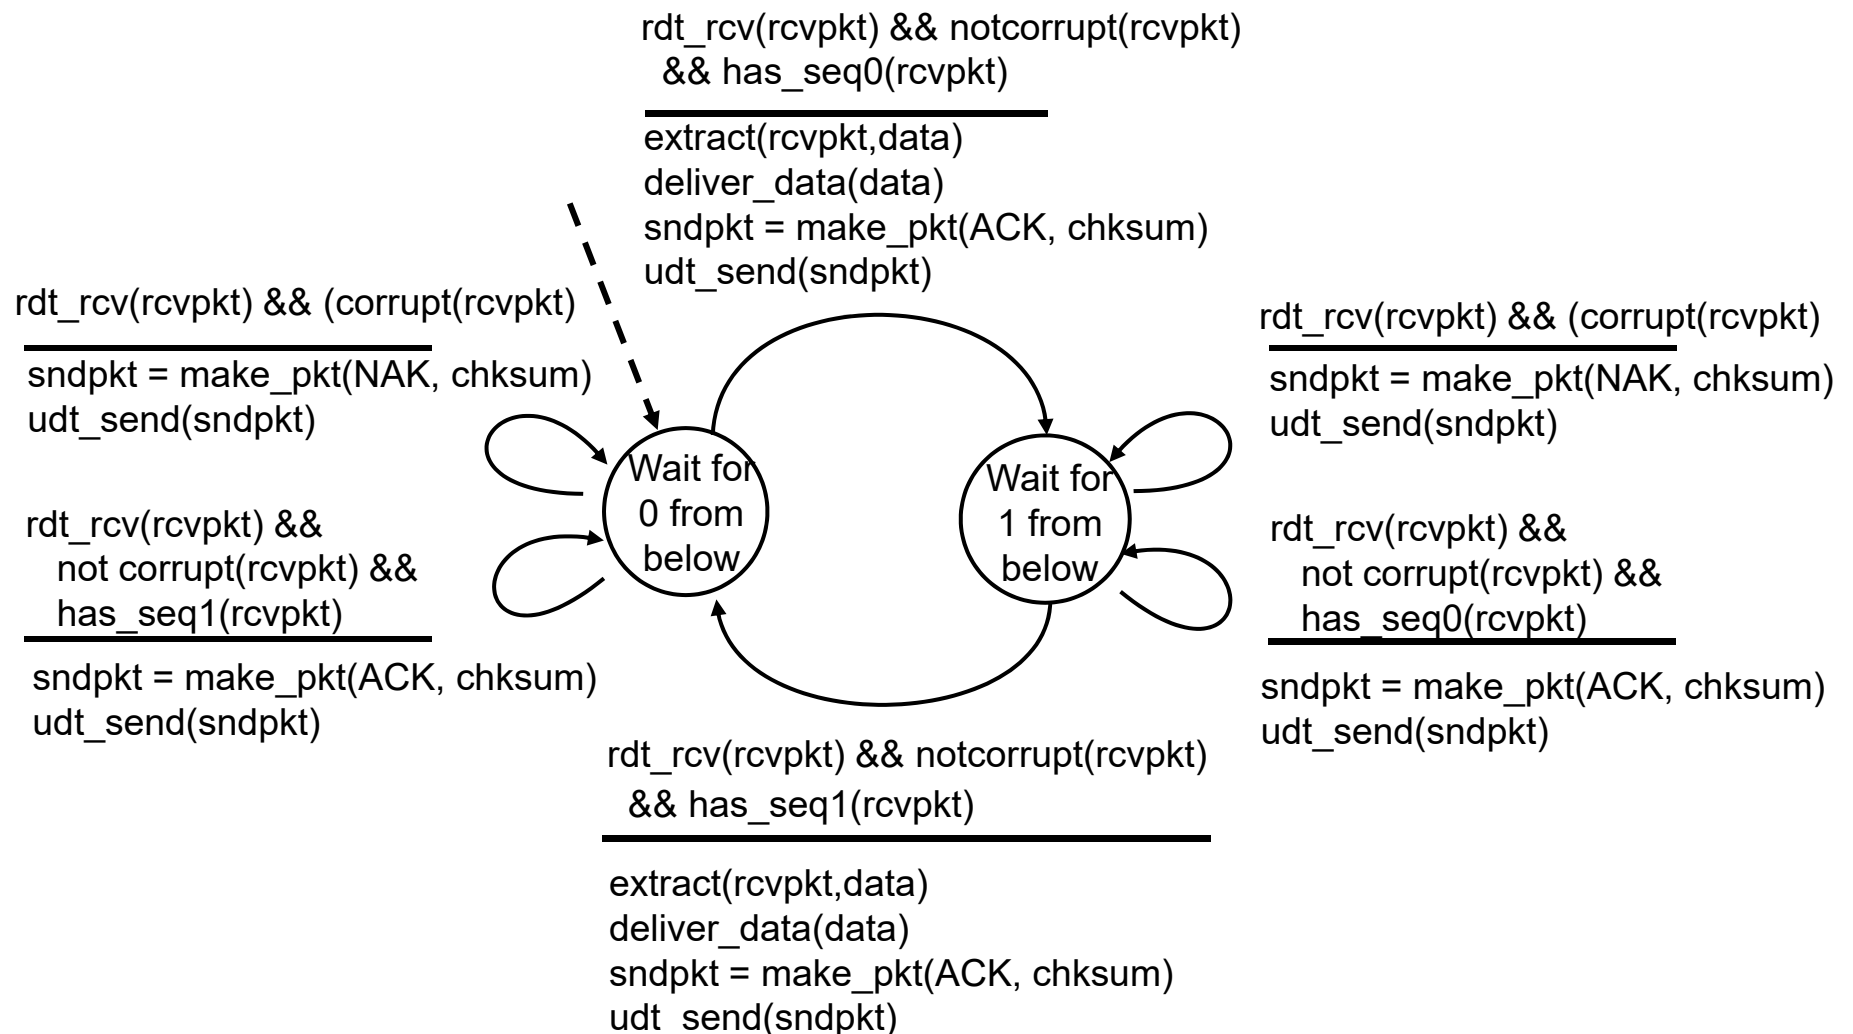 rdt_rcv(rcvpkt) && notcorrupt(rcvpkt)
&& has_seq0(rcvpkt)
extract(rcvpkt,data)
deliver_data(data)
sndpkt = make_pkt(ACK, chksum)
udt_send(sndpkt)
rdt_rcv(rcvpkt) && (corrupt(rcvpkt)
sndpkt = make_pkt(NAK, chksum)
udt_send(sndpkt)
rdt_rcv(rcvpkt) &&
not corrupt(rcvpkt) &&
has_seq1(rcvpkt)
sndpkt = make_pkt(ACK, chksum)
udt_send(sndpkt)
Wait for
0 from
below
Wait for
1 from
below
rdt_rcv(rcvpkt) && (corrupt(rcvpkt)
sndpkt = make_pkt(NAK, chksum)
udt_send(sndpkt)
rdt_rcv(rcvpkt) &&
not corrupt(rcvpkt) &&
has_seq0(rcvpkt)
sndpkt = make_pkt(ACK, chksum)
udt_send(sndpkt)
rdt_rcv(rcvpkt) && notcorrupt(rcvpkt)
&& has_seq1(rcvpkt)
extract(rcvpkt,data)
deliver_data(data)
sndpkt = make_pkt(ACK, chksum)
udt_send(sndpkt)